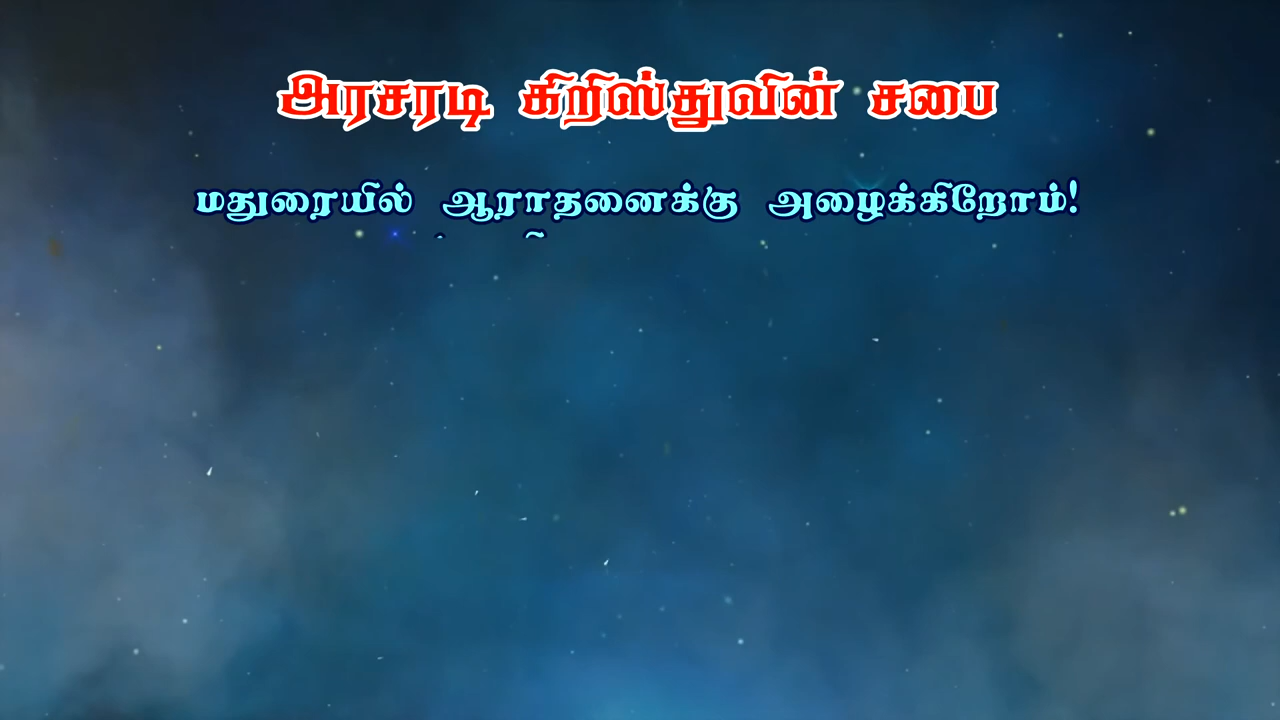 அரசரடி கிறிஸ்துவின் சபை
மதுரையில் ஆராதனைக்கு அழைக்கிறோம்!